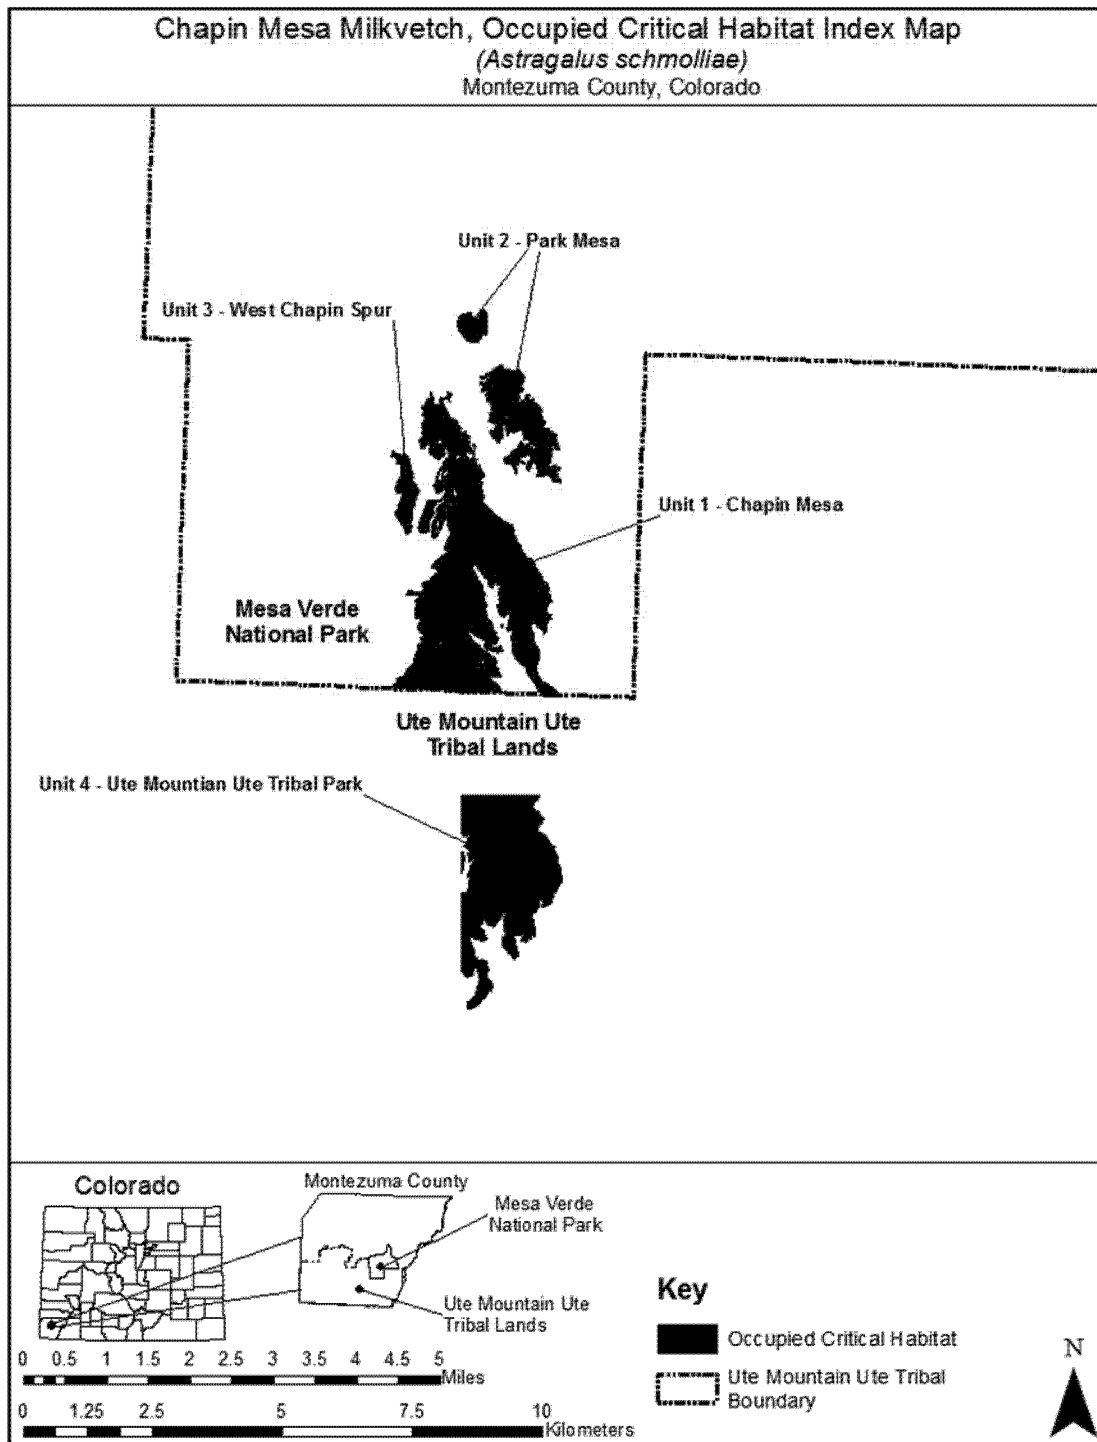 Chapin Mesa Milkvetch, Occupied Critical Habitat Index Map
(Astragalus schmolliae)
Montezuma County, Colorado
Unit 2 - Park Mesa
Unit 3 - West Chapin Spur
Unit 1 - Chapin Mesa
Mesa Verde
National Park
Ute Mountain Ute
Tribal Lands
Unit 4 - Ute Mountian Ute Tribal Park
Colorado
Montezuma County
Mesa Verde
National Park
Ute Mountain Ute
Tribal Lands
0 0.5 1 1.5 2 2.5 3 3.5 4 4.5 5
Miles
0 1.25 2.5 5 7.5 10
Kilometers
Key
Occupied Critical Habitat
Ute Mountain Ute Tribal
Boundary
N